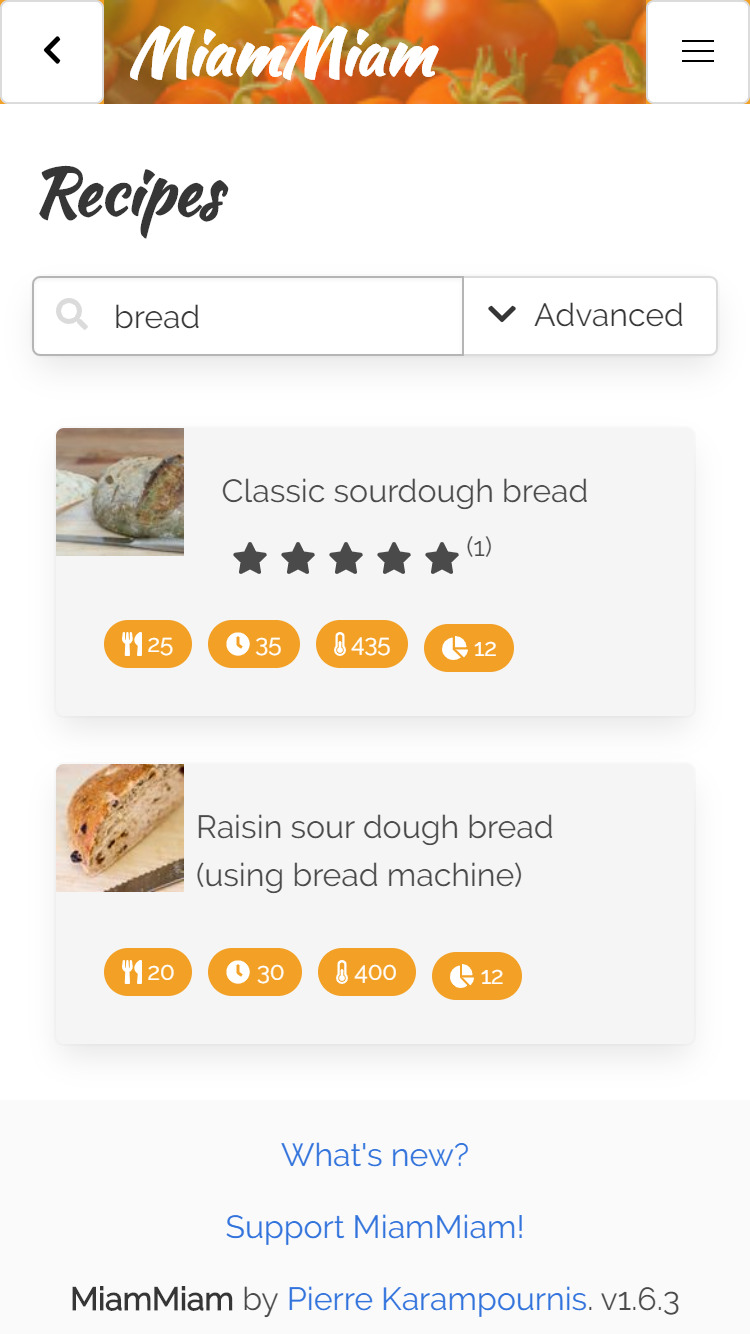 MiamMiam
Recipes
bread
Advanced
Classic sourdough bread
(1)
25 35 435 12
Raisin sour dough bread
(using bread machine)
20 30 400 12
What's new?
Support MiamMiam!
MiamMiam by Pierre Karampournis. v1.6.3